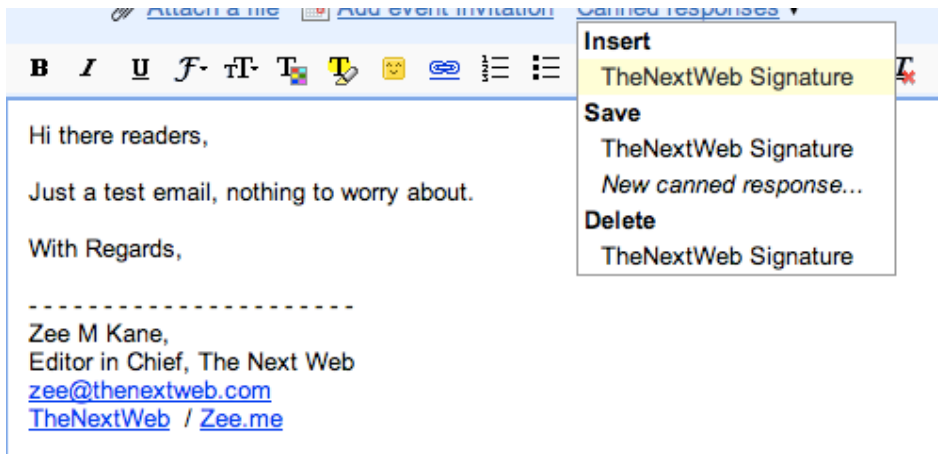 Attach a file Add event invitation Canned responses ▼
B I U F T T T
Insert
TheNextWeb Signature
Save
TheNextWeb Signature
New canned response...
Delete
TheNextWeb Signature
Hi there readers,
Just a test email, nothing to worry about.
With Regards,
- - - - - - - - - - - - - - - - - - - - - -
Zee M Kane,
Editor in Chief, The Next Web
zee@thenextweb.com
TheNextWeb / Zee.me